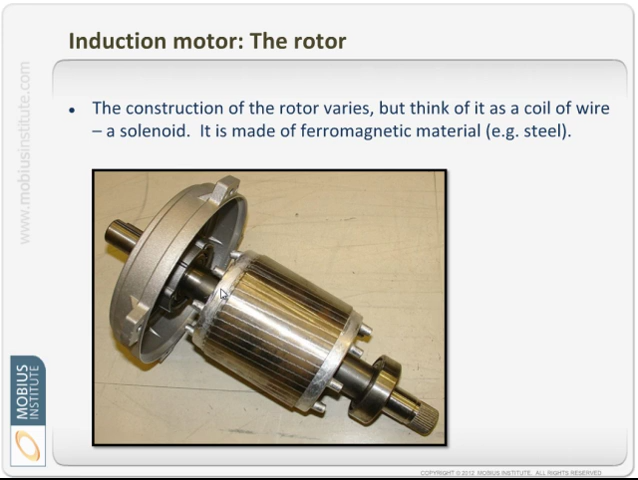 Induction motor: The rotor
• The construction of the rotor varies, but think of it as a coil of wire
– a solenoid. It is made of ferromagnetic material (e.g. steel).
www.mobiusinstitute.com
MOBIUS
INSTITUTE
COPYRIGHT © 2012 MOBIUS INSTITUTE. ALL RIGHTS RESERVED